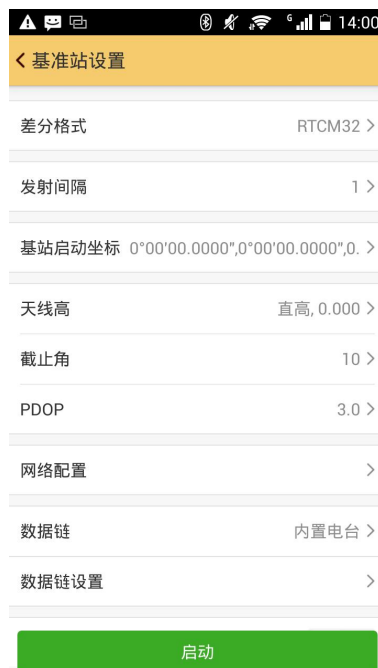 G 14:00
基准站设置
差分格式 RTCM32
发射间隔 1
基站启动坐标 0°00'00.0000",0°00'00.0000",0.
天线高 直高, 0.000
截止角 10
PDOP 3.0
网络配置
数据链 内置电台
数据链设置
启动